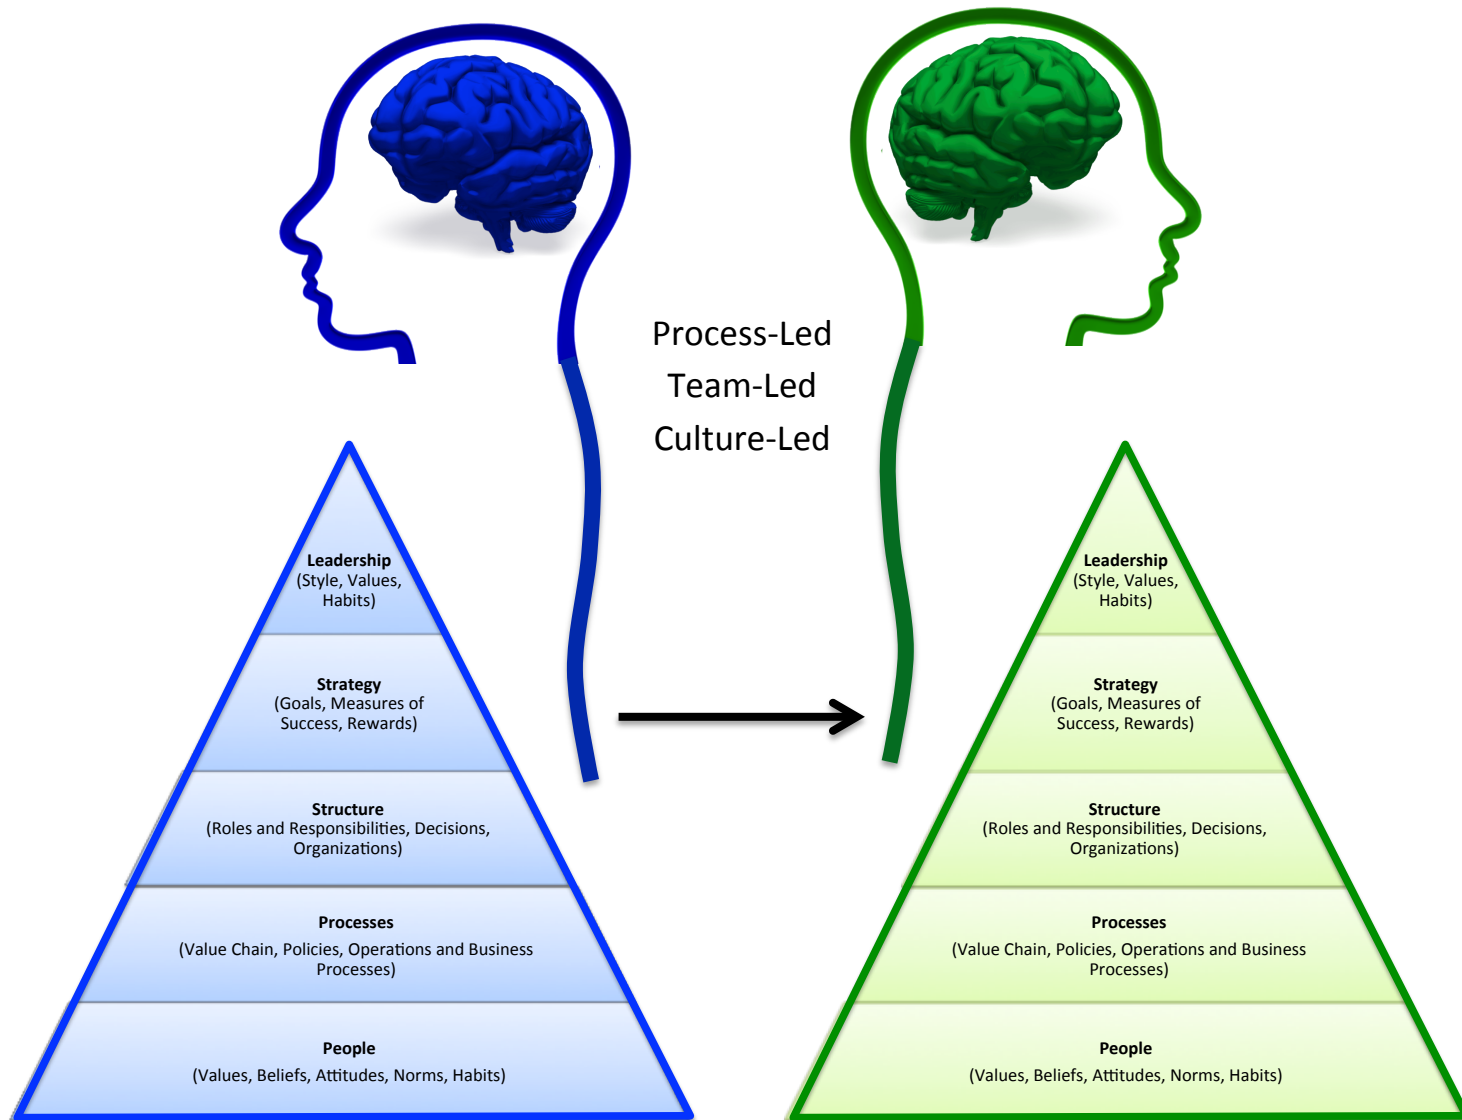 Process-Led
Team-Led
Culture-Led
Leadership
(Style, Values,
Habits)
Strategy
(Goals, Measures of
Success, Rewards)
Structure
(Roles and Responsibilities, Decisions,
Organizations)
Processes
(Value Chain, Policies, Operations and Business
Processes)
People
(Values, Beliefs, Attitudes, Norms, Habits)
Leadership
(Style, Values,
Habits)
Strategy
(Goals, Measures of
Success, Rewards)
Structure
(Roles and Responsibilities, Decisions,
Organizations)
Processes
(Value Chain, Policies, Operations and Business
Processes)
People
(Values, Beliefs, Attitudes, Norms, Habits)